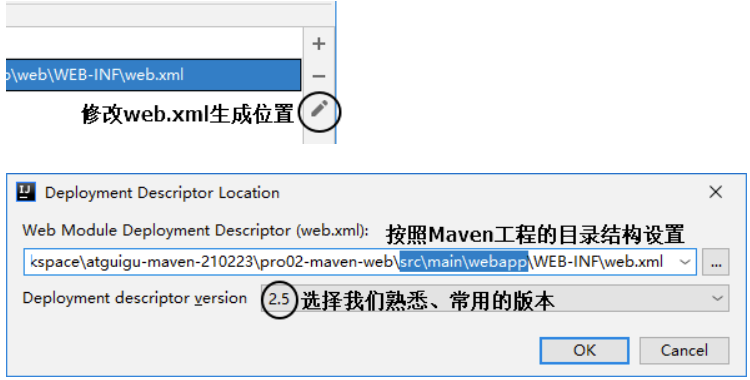 \web\WEB-INF\web.xml
修改web.xml生成位置
Deployment Descriptor Location
Web Module Deployment Descriptor (web.xml): 按照Maven工程的目录结构设置
kspace\atguigu-maven-210223\pro02-maven-web\src\main\webapp\WEB-INF\web.xml ...
Deployment descriptor version 2.5 选择我们熟悉、常用的版本
OK Cancel